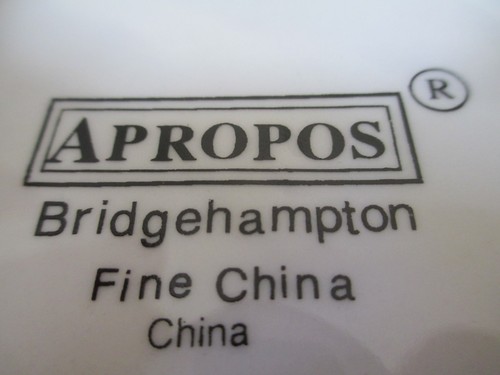 APROPOS ®
Bridgehampton
Fine China
China